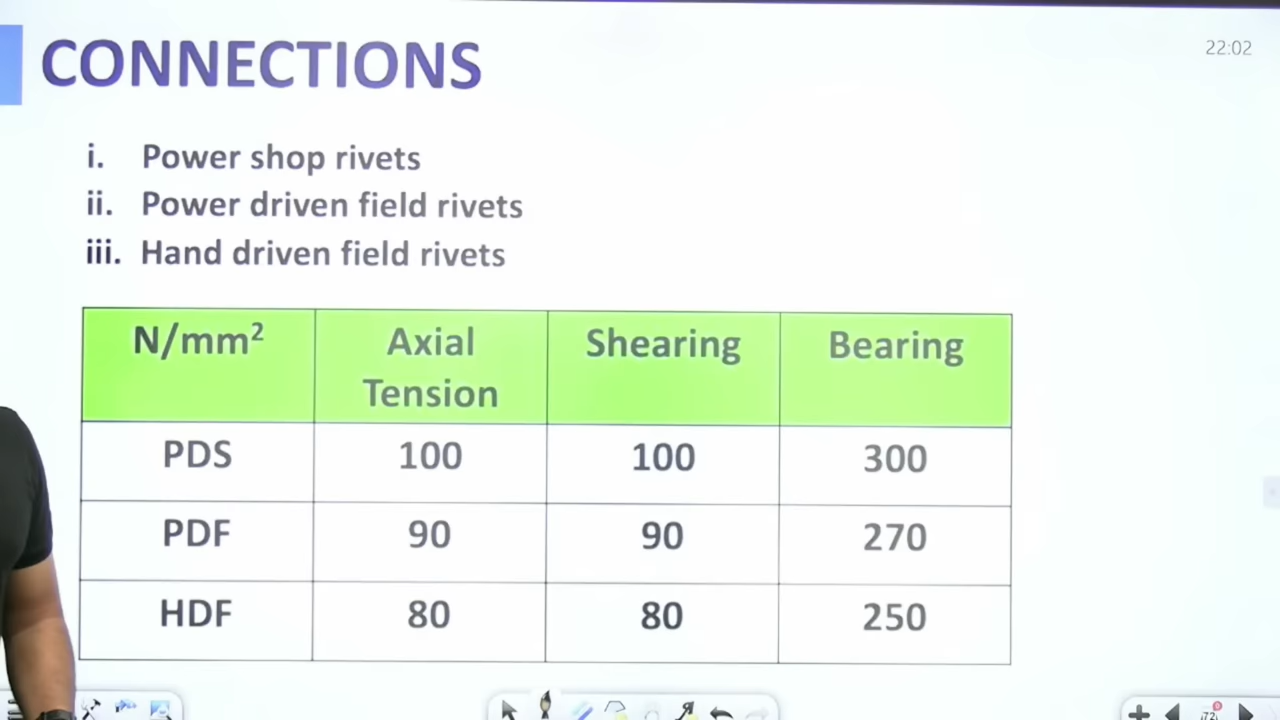 CONNECTIONS
22:02
i. Power shop rivets
ii. Power driven field rivets
iii. Hand driven field rivets
N/mm² Axial Tension Shearing Bearing
PDS 100 100 300
PDF 90 90 270
HDF 80 80 250
72